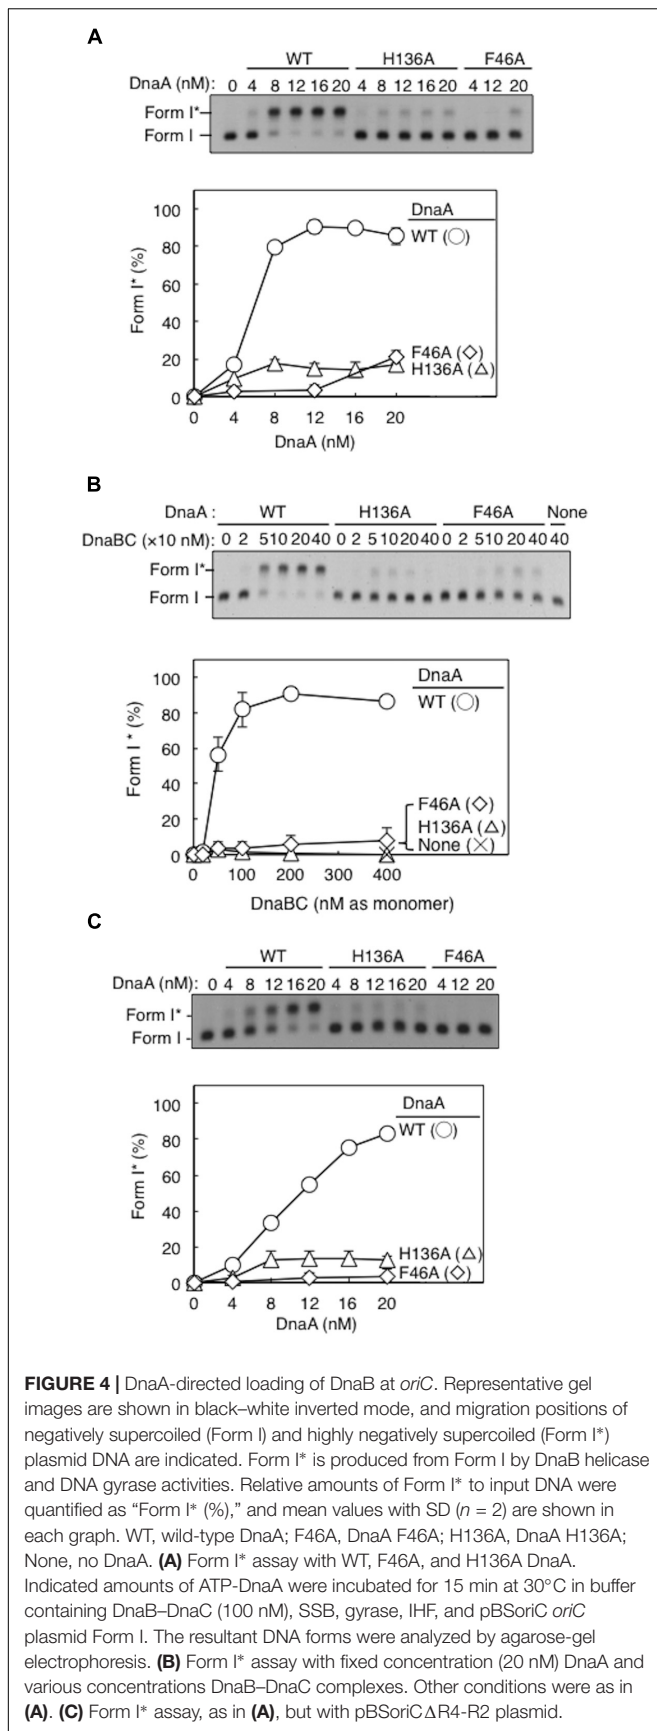 A
WT H136A F46A
DnaA (nM): 0 4 8 12 16 20 4 8 12 16 20 4 12 20
Form I*
Form I
100
80
60
40
20
0
Form I* (%)
DnaA
WT (○)
F46A (◇)
H136A (△)
0 4 8 12 16 20
DnaA (nM)
B
DnaA : WT H136A F46A None
DnaBC (×10 nM): 0 2 5 10 20 40 0 2 5 10 20 40 0 2 5 10 20 40 40
Form I*
Form I
100
80
60
40
20
0
Form I* (%)
DnaA
WT (○)
F46A (◇)
H136A (△)
None (×)
0 100 200 300 400
DnaBC (nM as monomer)
C
WT H136A F46A
DnaA (nM): 0 4 8 12 16 20 4 8 12 16 20 4 12 20
Form I*
Form I
100
80
60
40
20
0
Form I* (%)
DnaA
WT (○)
H136A (△)
F46A (◇)
0 4 8 12 16 20
DnaA (nM)
FIGURE 4 | DnaA-directed loading of DnaB at oriC. Representative gel
images are shown in black–white inverted mode, and migration positions of
negatively supercoiled (Form I) and highly negatively supercoiled (Form I*)
plasmid DNA are indicated. Form I* is produced from Form I by DnaB helicase
and DNA gyrase activities. Relative amounts of Form I* to input DNA were
quantified as “Form I* (%),” and mean values with SD (n = 2) are shown in
each graph. WT, wild-type DnaA; F46A, DnaA F46A; H136A, DnaA H136A;
None, no DnaA. (A) Form I* assay with WT, F46A, and H136A DnaA.
Indicated amounts of ATP-DnaA were incubated for 15 min at 30°C in buffer
containing DnaB–DnaC (100 nM), SSB, gyrase, IHF, and pBSoriC oriC
plasmid Form I. The resultant DNA forms were analyzed by agarose-gel
electrophoresis. (B) Form I* assay with fixed concentration (20 nM) DnaA and
various concentrations DnaB–DnaC complexes. Other conditions were as in
(A). (C) Form I* assay, as in (A), but with pBSoriCΔR4-R2 plasmid.